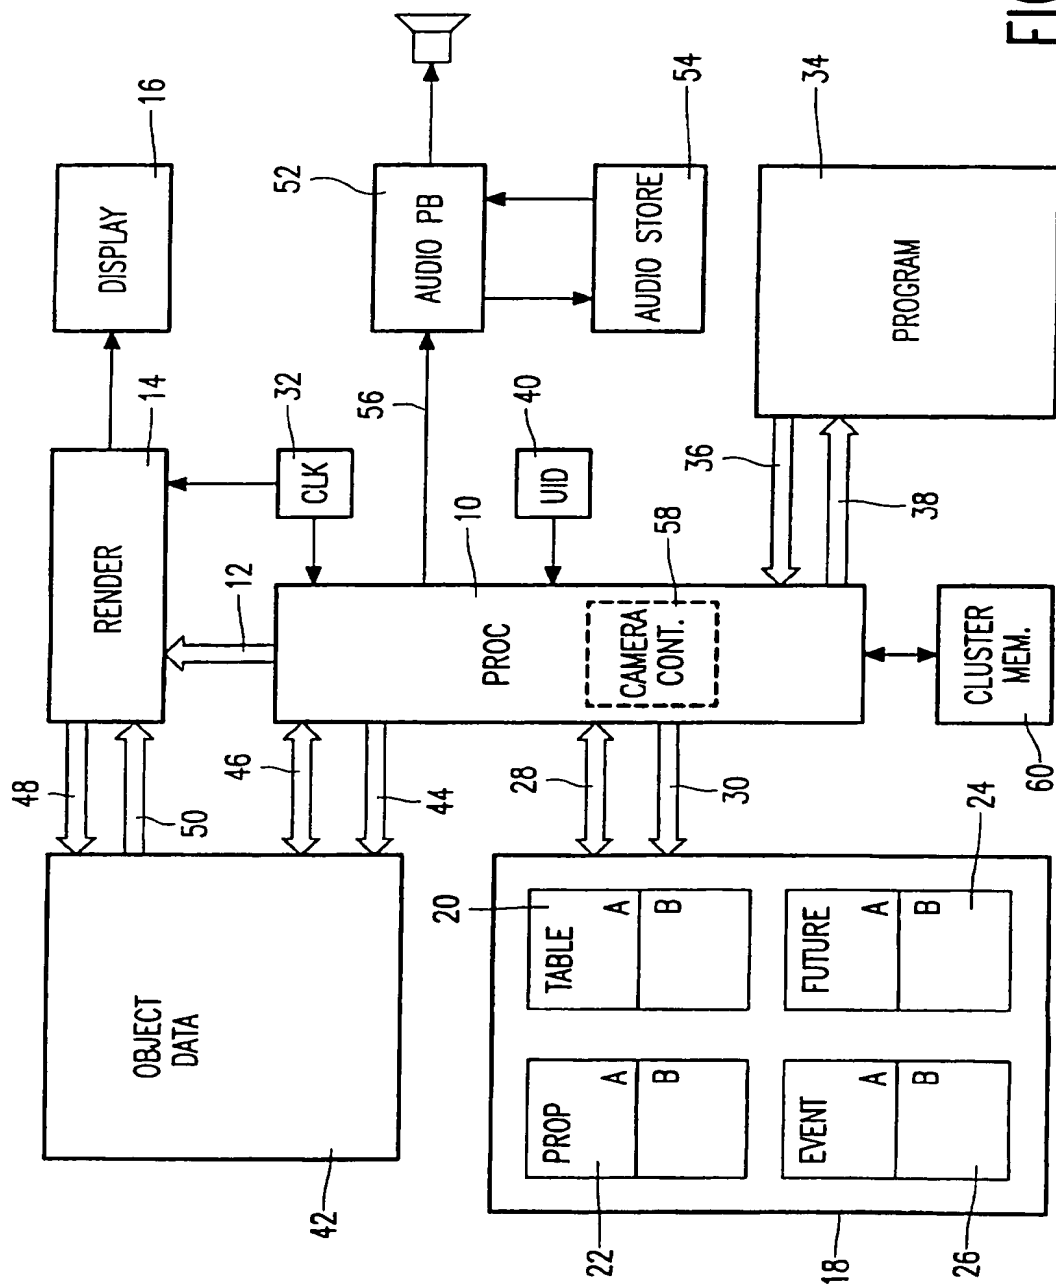 48
16
14
DISPLAY
RENDER
OBJECT
DATA
50
12
32
CLK
46
42
44
52
56
AUDIO PB
10
PROC
40
UID
54
AUDIO STORE
58
CAMERA
CONT.
20
28
30
PROP
A
B
22
TABLE
A
B
36
34
PROGRAM
38
EVENT
A
B
26
FUTURE
A
B
24
18
CLUSTER
MEM.
60